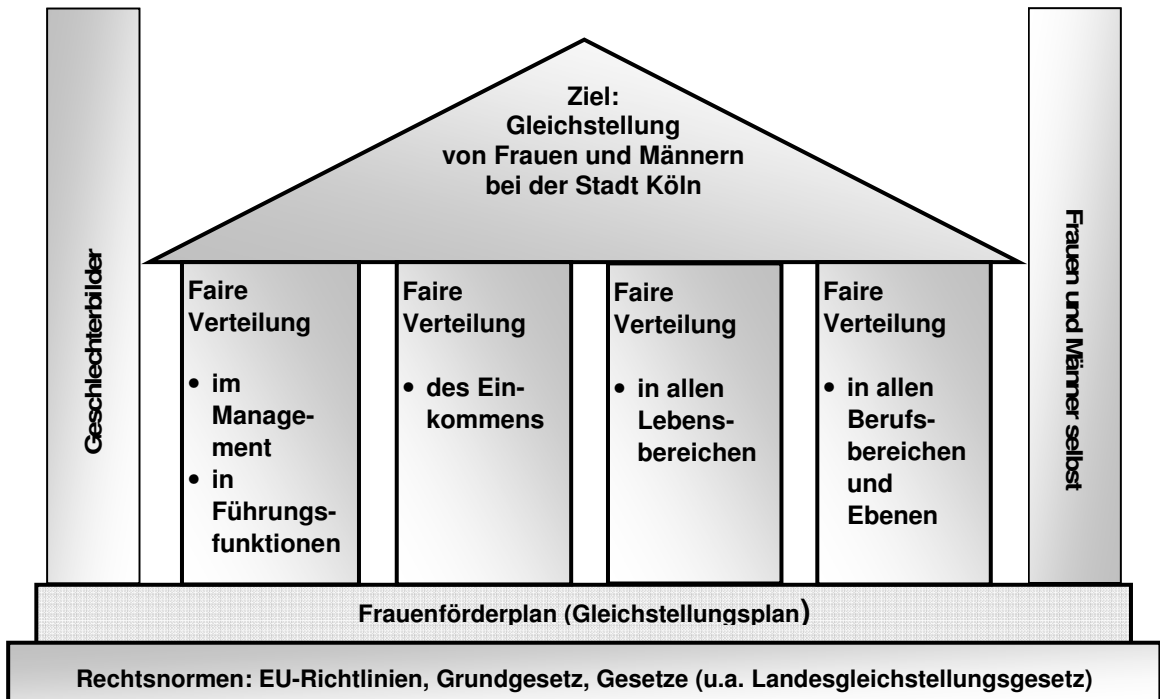 Ziel:
Gleichstellung
von Frauen und Männern
bei der Stadt Köln
Geschlechterbilder
Faire
Verteilung
• im
Manage-
ment
• in
Führungs-
funktionen
Faire
Verteilung
• des Ein-
kommens
Faire
Verteilung
• in allen
Lebens-
bereichen
Faire
Verteilung
• in allen
Berufs-
bereichen
und
Ebenen
Frauen und Männer selbst
Frauenförderplan (Gleichstellungsplan)
Rechtsnormen: EU-Richtlinien, Grundgesetz, Gesetze (u.a. Landesgleichstellungsgesetz)